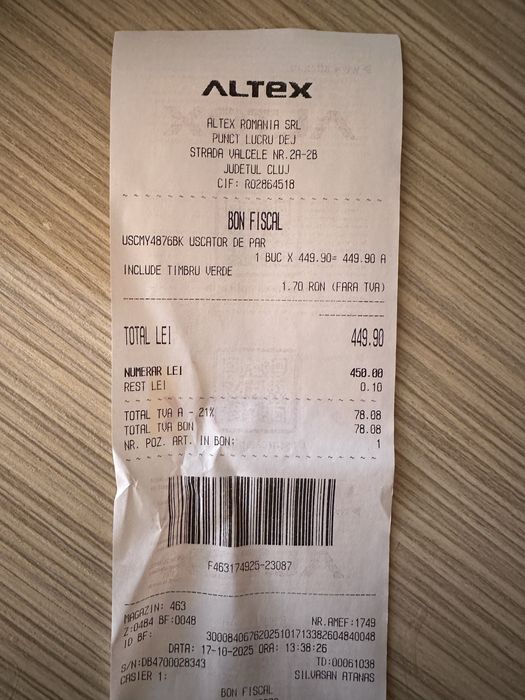 ALTEX
ALTEX ROMANIA SRL
PUNCT LUCRU DEJ
STRADA VALCELE NR.2A-2B
JUDETUL CLUJ
CIF: RO2864518
BON FISCAL
USCMY4876BK USCATOR DE PAR
1 BUC X 449.90= 449.90 A
INCLUDE TIMBRU VERDE
1.70 RON (FARA TVA)
TOTAL LEI 449.90
NUMERAR LEI 450.00
REST LEI 0.10
TOTAL TVA A - 21% 78.08
TOTAL TVA BON 78.08
NR. POZ. ART. IN BON: 1
F463174925-23087
MAGAZIN: 463
Z:0484 BF:0048 NR.AMEF:1749
ID BF: 30008406762025101713382604840048
DATA: 17-10-2025 ORA: 13:38:26
S/N:DB4700028343 TD:00061038
CASIER 1: SILVASAN ATANAS
BON FISCAL